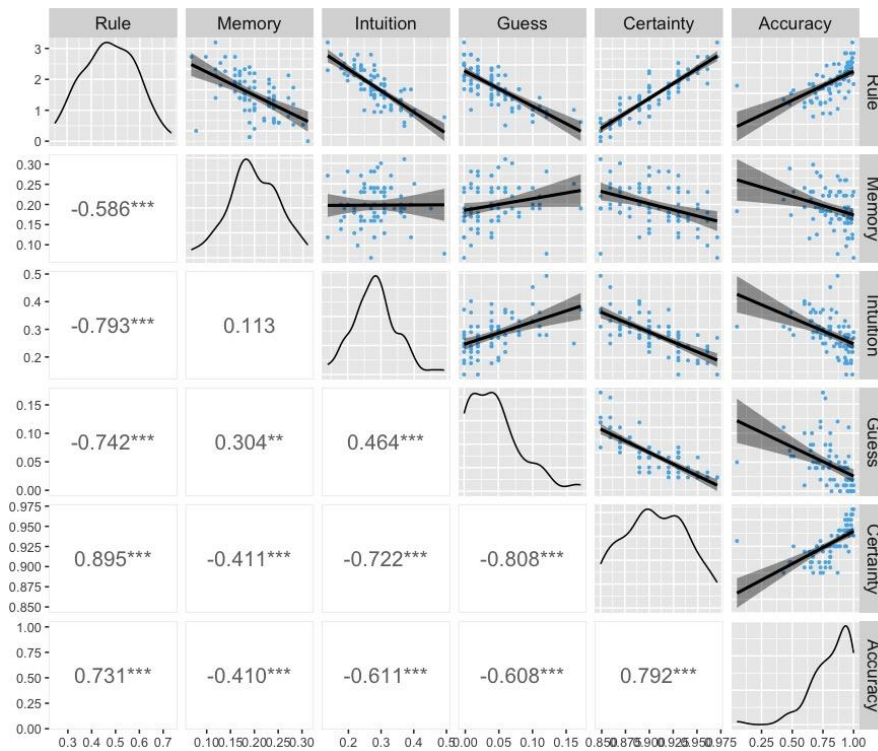 Rule Memory Intuition Guess Certainty Accuracy
3
2
1
0
Rule
0.30
0.25
0.20
0.15
0.10
-0.586***
Memory
0.5
0.4
0.3
0.2
-0.793*** 0.113
Intuition
0.15
0.10
0.05
0.00
-0.742*** 0.304** 0.464***
Guess
0.975
0.950
0.925
0.900
0.875
0.850
0.895*** -0.411*** -0.722*** -0.808***
Certainty
1.00
0.75
0.50
0.25
0.00
0.731*** -0.410*** -0.611*** -0.608*** 0.792***
Accuracy
0.3 0.4 0.5 0.6 0.7 0.10 0.15 0.20 0.25 0.30 0.2 0.3 0.4 0.5 0.00 0.05 0.10 0.15 0.850 0.875 0.900 0.925 0.950 0.975 0.25 0.50 0.75 1.00